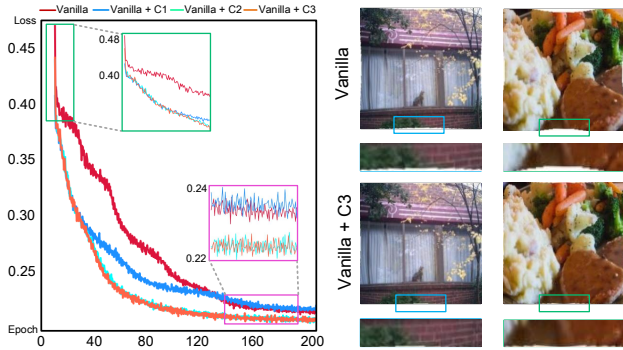 Loss
Vanilla
Vanilla + C1
Vanilla + C2
Vanilla + C3
0.45
0.40
0.35
0.30
0.25
Epoch
0
40
80
120
160
200
0.48
0.40
0.24
0.22
Vanilla
Vanilla + C3